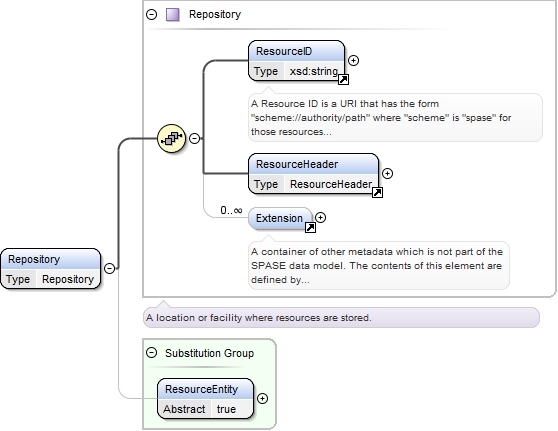 Repository
ResourceID
Type xsd:string
A Resource ID is a URI that has the form
"scheme://authority/path" where "scheme" is "spase" for
those resources...
ResourceHeader
Type ResourceHeader
0..∞
Extension
A container of other metadata which is not part of the
SPASE data model. The contents of this element are
defined by...
Repository
Type Repository
A location or facility where resources are stored.
Substitution Group
ResourceEntity
Abstract true